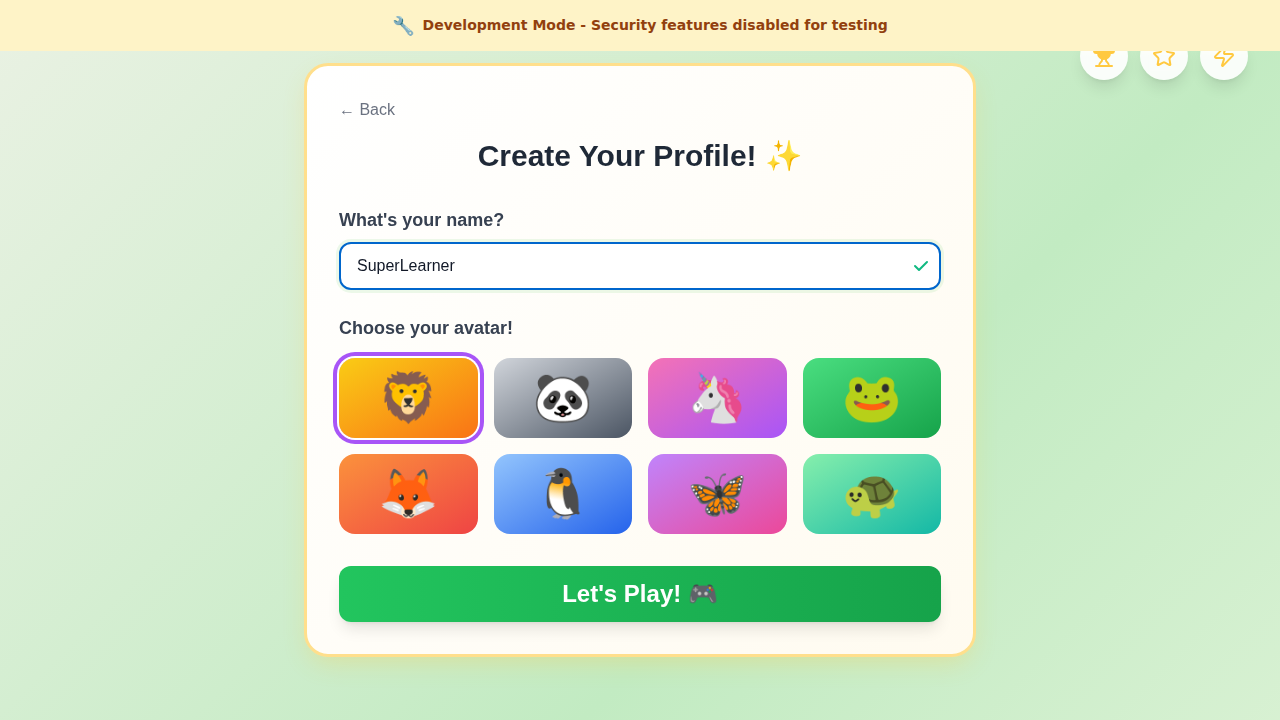 🔧 Development Mode - Security features disabled for testing
← Back
Create Your Profile! ✨
What's your name?
SuperLearner
Choose your avatar!
Let's Play! 🎮